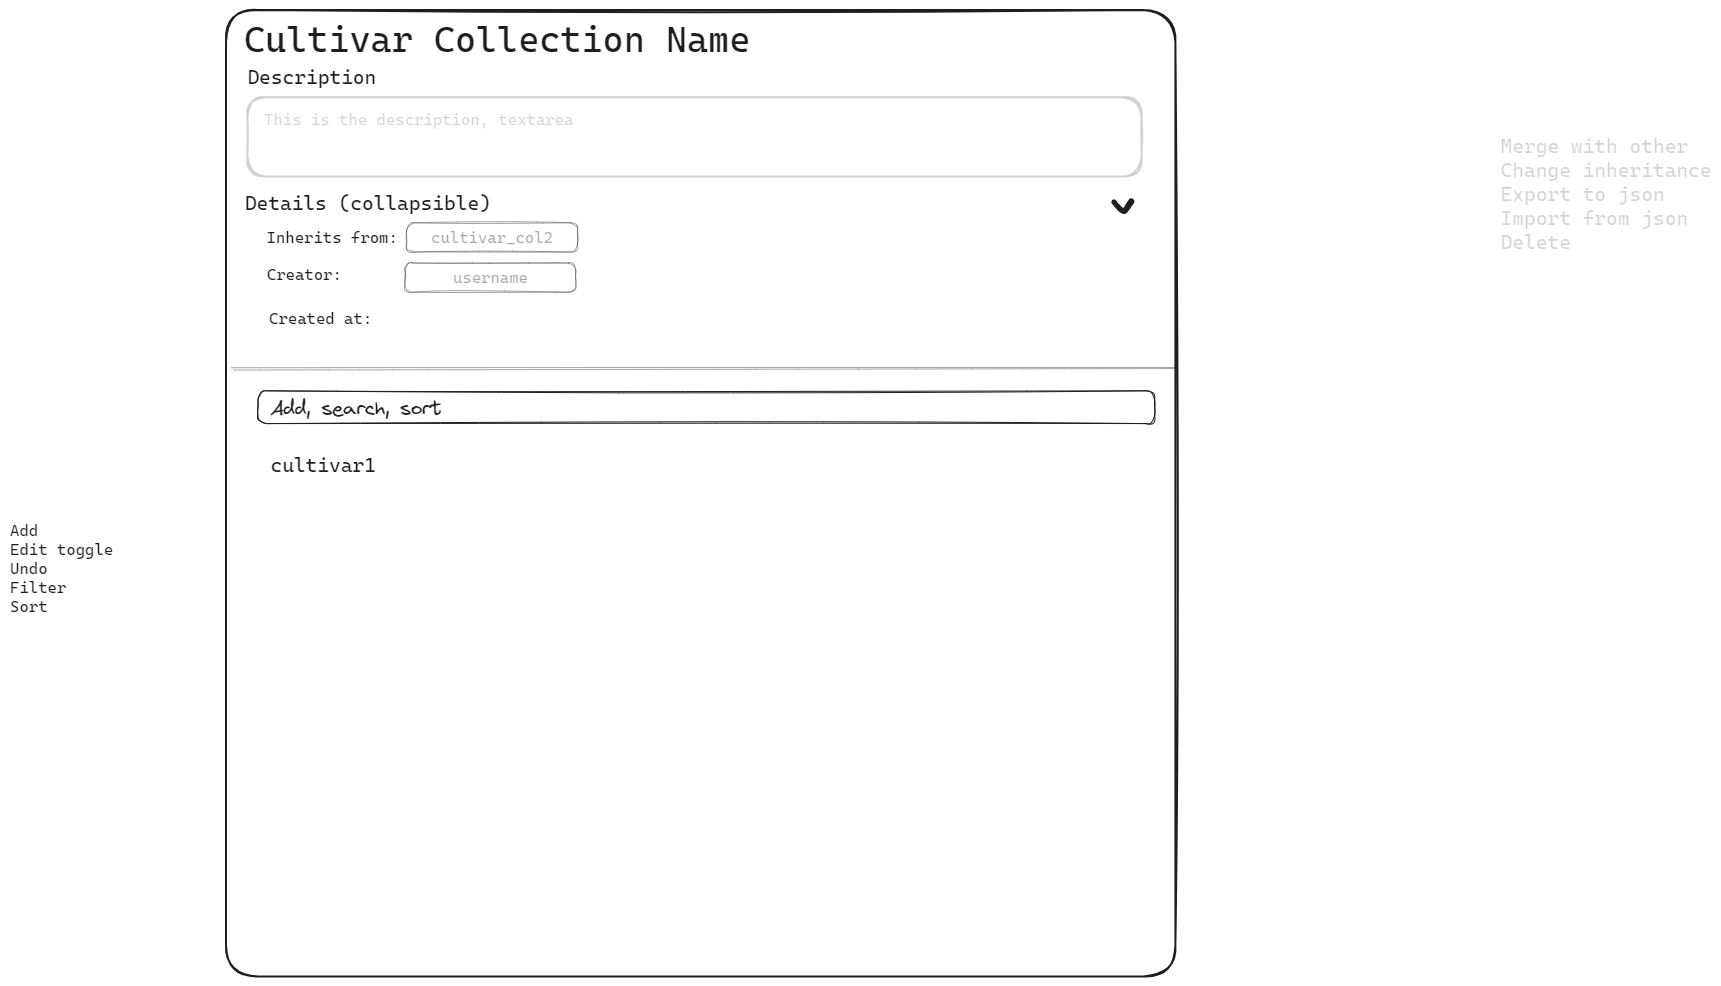 Cultivar Collection Name
Description
This is the description, textarea
Details (collapsible)
Inherits from: cultivar_col2
Creator: username
Created at:
Add, search, sort
cultivar1
Add
Edit toggle
Undo
Filter
Sort
Merge with other
Change inheritance
Export to json
Import from json
Delete